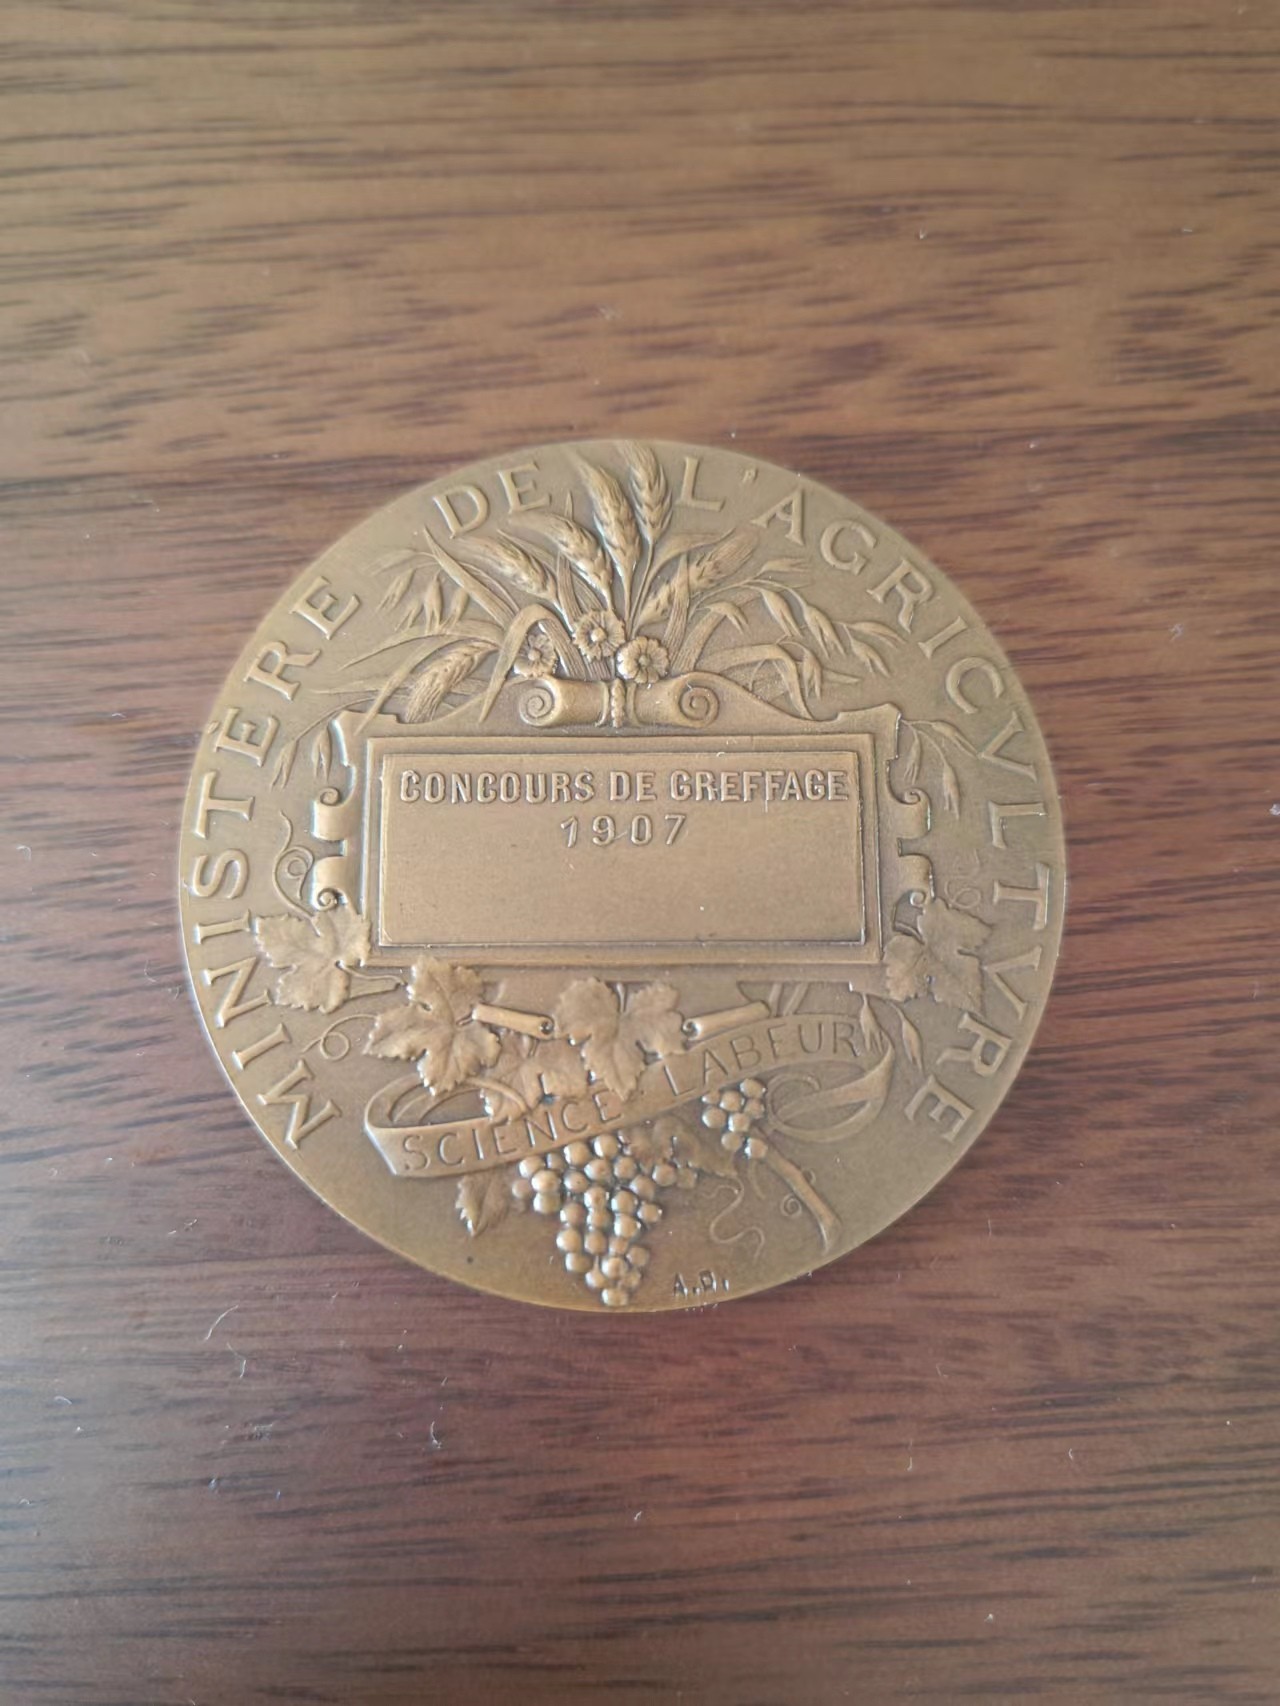 MINISTÈRE DE L'AGRICVLTVRE
CONCOURS DE GREFFAGE
1907
SCIENCE · LABEUR
A.D.